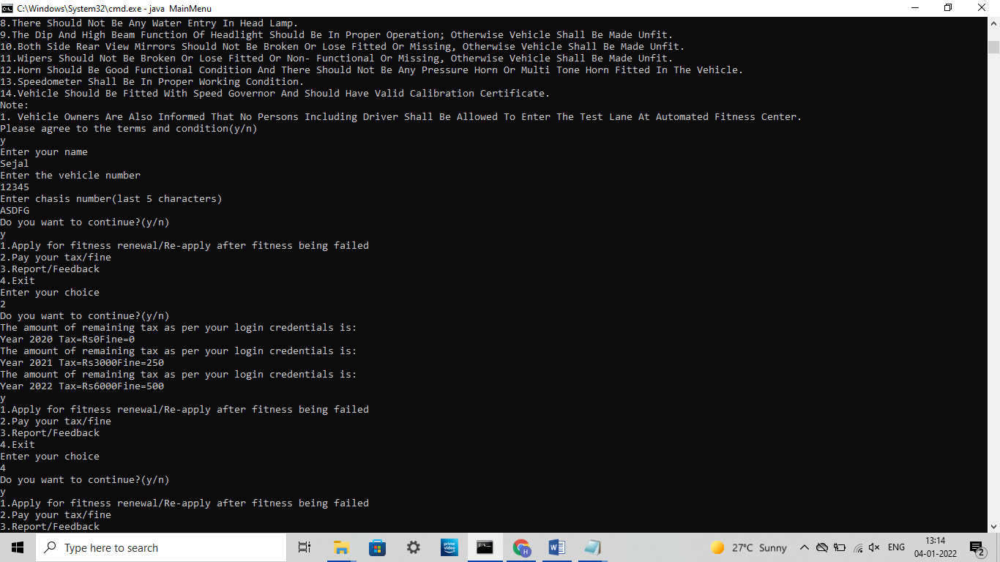 C:\Windows\System32\cmd.exe - java MainMenu
8.There Should Not Be Any Water Entry In Head Lamp.
9.The Dip And High Beam Function Of Headlight Should Be In Proper Operation; Otherwise Vehicle Shall Be Made Unfit.
10.Both Side Rear View Mirrors Should Not Be Broken Or Lose Fitted Or Missing, Otherwise Vehicle Shall Be Made Unfit.
11.Wipers Should Not Be Broken Or Lose Fitted Or Non- Functional Or Missing, Otherwise Vehicle Shall Be Made Unfit.
12.Horn Should Be Good Functional Condition And There Should Not Be Any Pressure Horn Or Multi Tone Horn Fitted In The Vehicle.
13.Speedometer Shall Be In Proper Working Condition.
14.Vehicle Should Be Fitted With Speed Governor And Should Have Valid Calibration Certificate.
Note:
1. Vehicle Owners Are Also Informed That No Persons Including Driver Shall Be Allowed To Enter The Test Lane At Automated Fitness Center.
Please agree to the terms and condition(y/n)
y
Enter your name
Sejal
Enter the vehicle number
12345
Enter chasis number(last 5 characters)
ASDFG
Do you want to continue?(y/n)
y
1.Apply for fitness renewal/Re-apply after fitness being failed
2.Pay your tax/fine
3.Report/Feedback
4.Exit
Enter your choice
2
Do you want to continue?(y/n)
The amount of remaining tax as per your login credentials is:
Year 2020 Tax=Rs0Fine=0
The amount of remaining tax as per your login credentials is:
Year 2021 Tax=Rs3000Fine=250
The amount of remaining tax as per your login credentials is:
Year 2022 Tax=Rs6000Fine=500
y
1.Apply for fitness renewal/Re-apply after fitness being failed
2.Pay your tax/fine
3.Report/Feedback
4.Exit
Enter your choice
4
Do you want to continue?(y/n)
y
1.Apply for fitness renewal/Re-apply after fitness being failed
2.Pay your tax/fine
3.Report/Feedback
Type here to search
prime video
H
W
27°C Sunny
ENG
13:14
04-01-2022
2